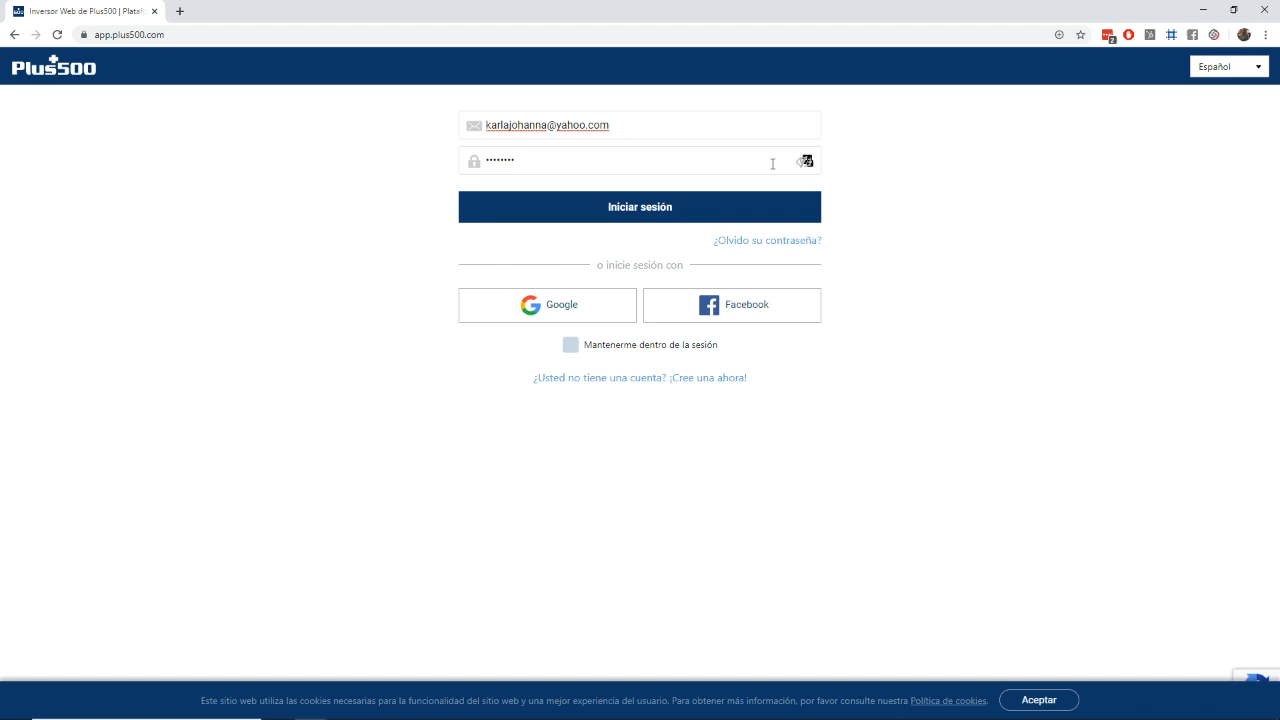 Inversor Web de Plus500 | Plataf
app.plus500.com
2
Plus500
Español
karlajohanna@yahoo.com
••••••••
Iniciar sesión
¿Olvido su contraseña?
o inicie sesión con
Google
Facebook
Mantenerme dentro de la sesión
¿Usted no tiene una cuenta? ¡Cree una ahora!
Este sitio web utiliza las cookies necesarias para la funcionalidad del sitio web y una mejor experiencia del usuario. Para obtener más información, por favor consulte nuestra Política de cookies.
Aceptar